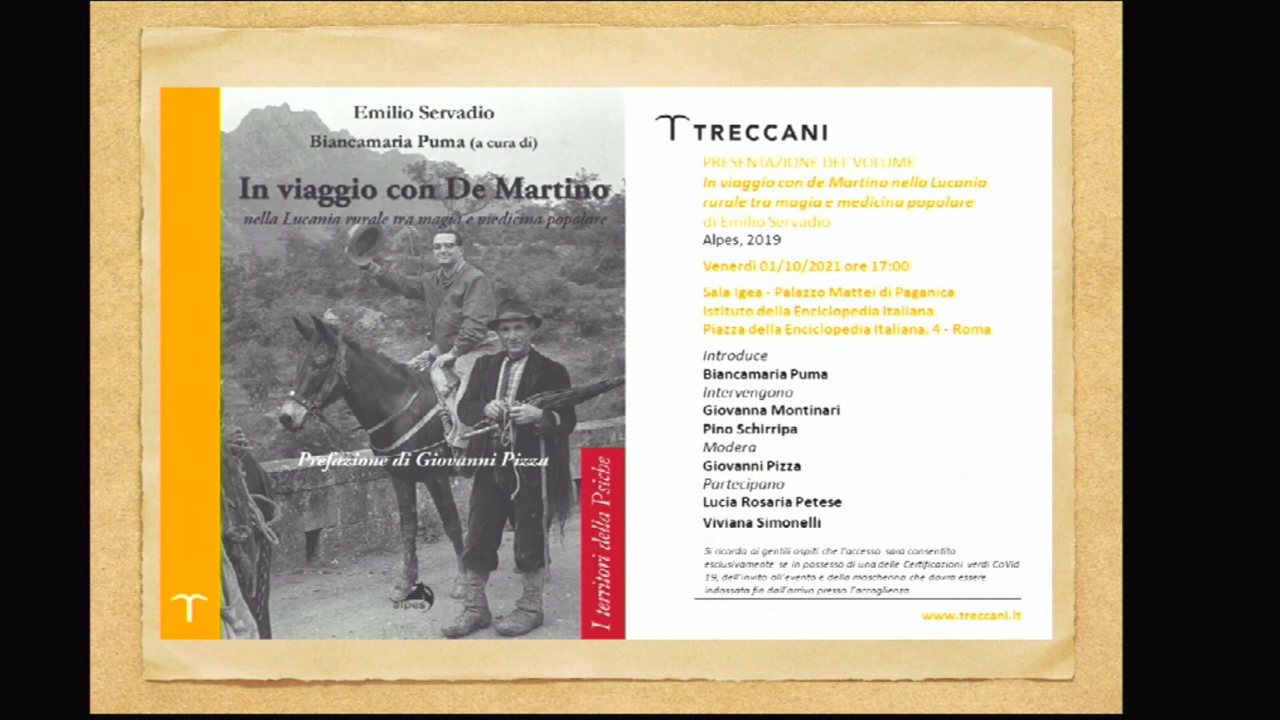 Emilio Servadio
Biancamaria Puma (a cura di)
In viaggio con De Martino
nella Lucania rurale tra magia e medicina popolare
Prefazione di Giovanni Pizza
I territori della Psiche
alpes
TRECCANI
PRESENTAZIONE DEL VOLUME
In viaggio con de Martino nella Lucania
rurale tra magia e medicina popolare
di Emilio Servadio
Alpes, 2019
Venerdì 01/10/2021 ore 17:00
Sala Igea - Palazzo Mattei di Paganica
Istituto della Enciclopedia Italiana
Piazza della Enciclopedia Italiana, 4 - Roma
Introduce
Biancamaria Puma
Intervengono
Giovanna Montinari
Pino Schirripa
Modera
Giovanni Pizza
Partecipano
Lucia Rosaria Petese
Viviana Simonelli
Si ricorda ai gentili ospiti che l'accesso sarà consentito
esclusivamente se in possesso di una delle Certificazioni verdi CoVid
19, dell'invito all'evento e della mascherina che dovrà essere
indossata fin dall'arrivo presso l'accoglienza
www.treccani.it